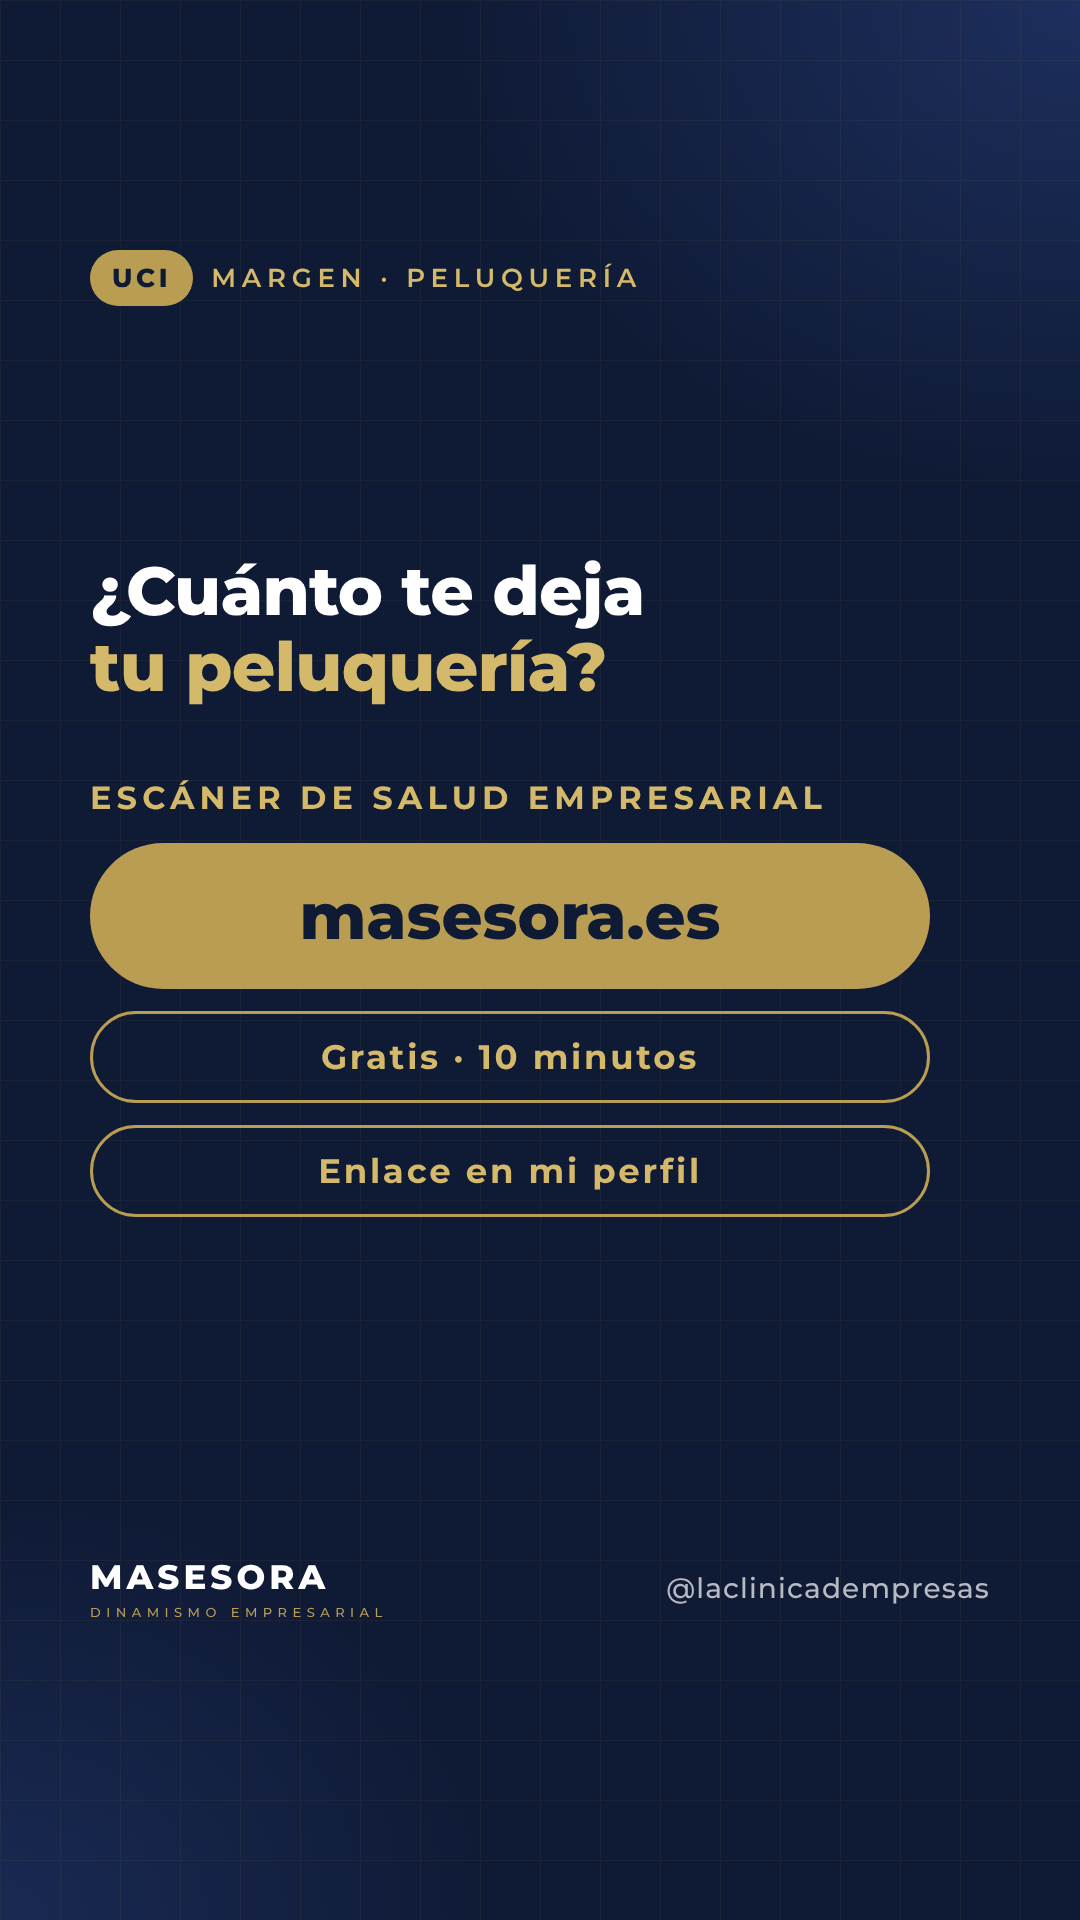 UCI MARGEN · PELUQUERÍA
¿Cuánto te deja
tu peluquería?
ESCÁNER DE SALUD EMPRESARIAL
masesora.es
Gratis · 10 minutos
Enlace en mi perfil
MASESORA
DINAMISMO EMPRESARIAL
@laclinicadempresas